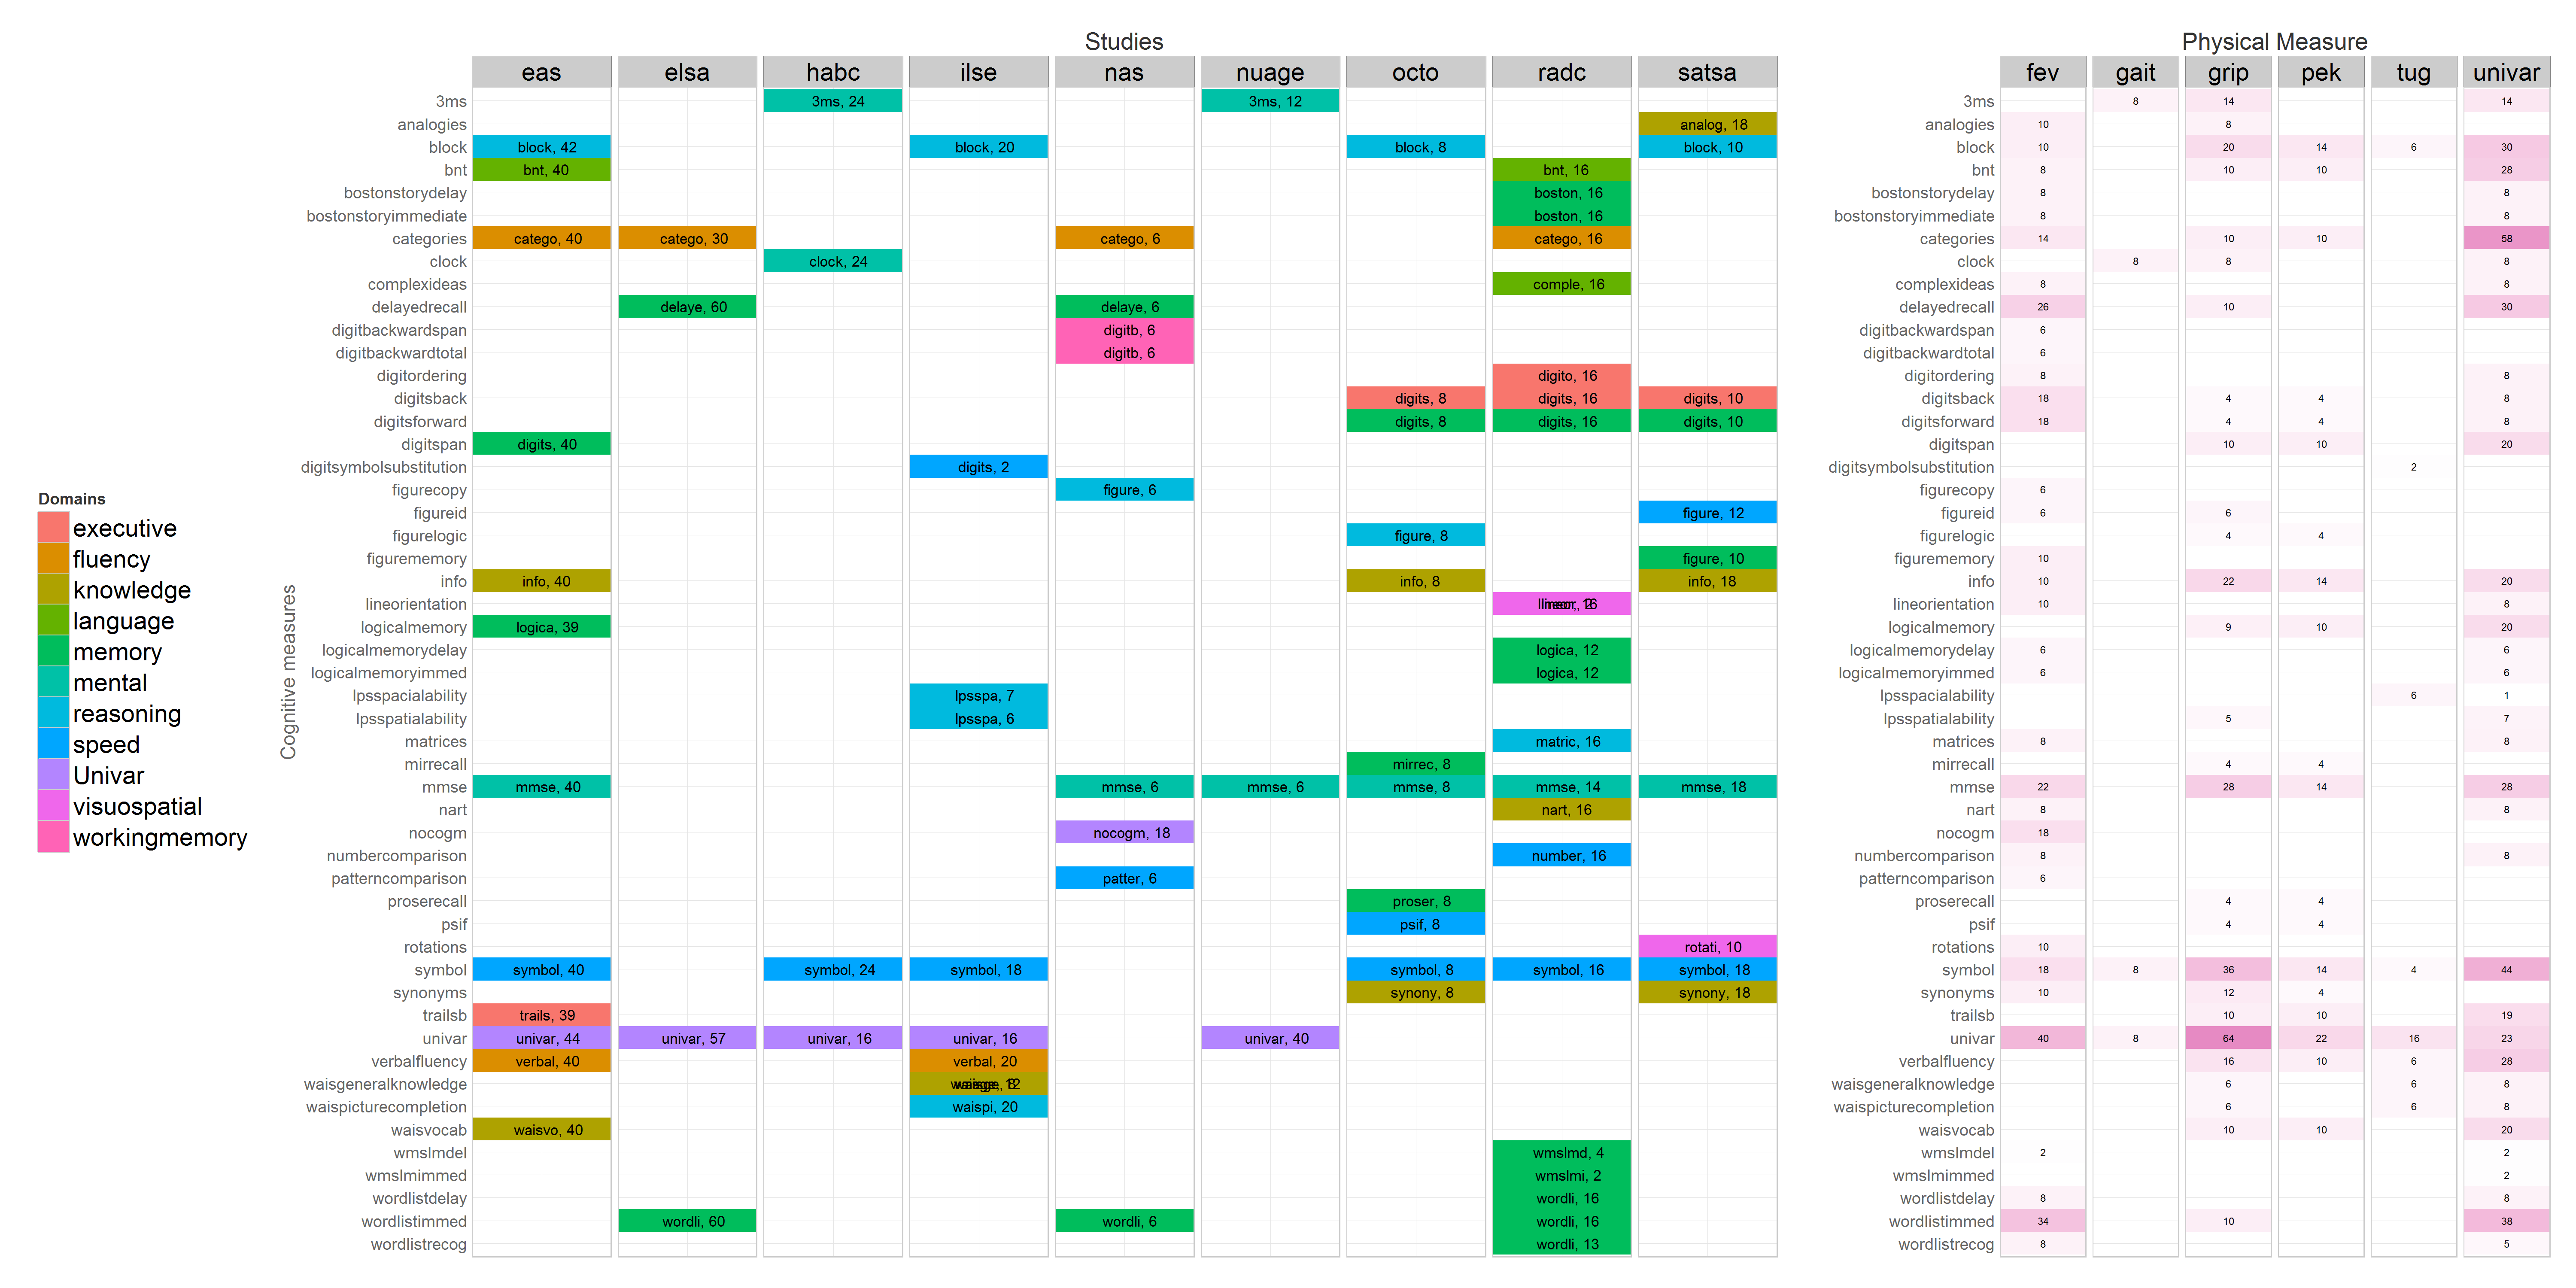 Studies Physical Measure
eas elsa habc ilse nas nuage octo radc satsa fev gait grip pek tug univar
3ms 3ms, 24 3ms, 12 3ms 8 14 14
analogies analog, 18 analogies 10 8
block block, 42 block, 20 block, 8 block, 10 block 10 20 14 6 30
bnt bnt, 40 bnt, 16 bnt 8 10 10 28
bostonstorydelay boston, 16 bostonstorydelay 8 8
bostonstoryimmediate boston, 16 bostonstoryimmediate 8 8
categories catego, 40 catego, 30 catego, 6 catego, 16 categories 14 10 10 58
clock clock, 24 clock 8 8 8
complexideas comple, 16 complexideas 8 8
delayedrecall delaye, 60 delaye, 6 delayedrecall 26 10 30
digitbackwardspan digitb, 6 digitbackwardspan 6
digitbackwardtotal digitb, 6 digitbackwardtotal 6
digitordering digito, 16 digitordering 8 8
digitsback digits, 8 digits, 16 digits, 10 digitsback 18 4 4 8
digitsforward digits, 8 digits, 16 digits, 10 digitsforward 18 4 4 8
digitspan digits, 40 digitspan 10 10 20
digitsymbolsubstitution digits, 2 digitsymbolsubstitution 2
figurecopy figure, 6 figurecopy 6
figureid figure, 12 figureid 6 6
figurelogic figure, 8 figurelogic 4 4
figurememory figure, 10 figurememory 10
info info, 40 info, 8 info, 18 info 10 22 14 20
lineorientation lineorientation 10 8
logicalmemory logica, 39 logicalmemory 9 10 20
logicalmemorydelay logica, 12 logicalmemorydelay 6 6
logicalmemoryimmed logica, 12 logicalmemoryimmed 6 6
lpsspacialability lpsspa, 7 lpsspacialability 6 1
lpsspatialability lpsspa, 6 lpsspatialability 5 7
matrices matric, 16 matrices 8 8
mirrecall mirrec, 8 mirrecall 4 4
mmse mmse, 40 mmse, 6 mmse, 6 mmse, 8 mmse, 14 mmse, 18 mmse 22 28 14 28
nart nart, 16 nart 8 8
nocogm nocogm, 18 nocogm 18
numbercomparison number, 16 numbercomparison 8 8
patterncomparison patter, 6 patterncomparison 6
proserecall proser, 8 proserecall 4 4
psif psif, 8 psif 4 4
rotations rotati, 10 rotations 10
symbol symbol, 40 symbol, 24 symbol, 18 symbol, 8 symbol, 16 symbol, 18 symbol 18 8 36 14 4 44
synonyms synony, 8 synony, 18 synonyms 10 12 4
trailsb trails, 39 trailsb 10 10 19
univar univar, 44 univar, 57 univar, 16 univar, 16 univar, 40 univar 40 8 64 22 16 23
verbalfluency verbal, 40 verbal, 20 verbalfluency 16 10 6 28
waisgeneralknowledge waisgeneralknowledge 6 6 8
waispicturecompletion waispi, 20 waispicturecompletion 6 6 8
waisvocab waisvo, 40 waisvocab 10 10 20
wmslmdel wmslmd, 4 wmslmdel 2 2
wmslmimmed wmslmi, 2 wmslmimmed 2
wordlistdelay wordli, 16 wordlistdelay 8 8
wordlistimmed wordli, 60 wordli, 6 wordli, 16 wordlistimmed 34 10 38
wordlistrecog wordli, 13 wordlistrecog 8 5
Cognitive measures
Domains
executive
fluency
knowledge
language
memory
mental
reasoning
speed
Univar
visuospatial
workingmemory